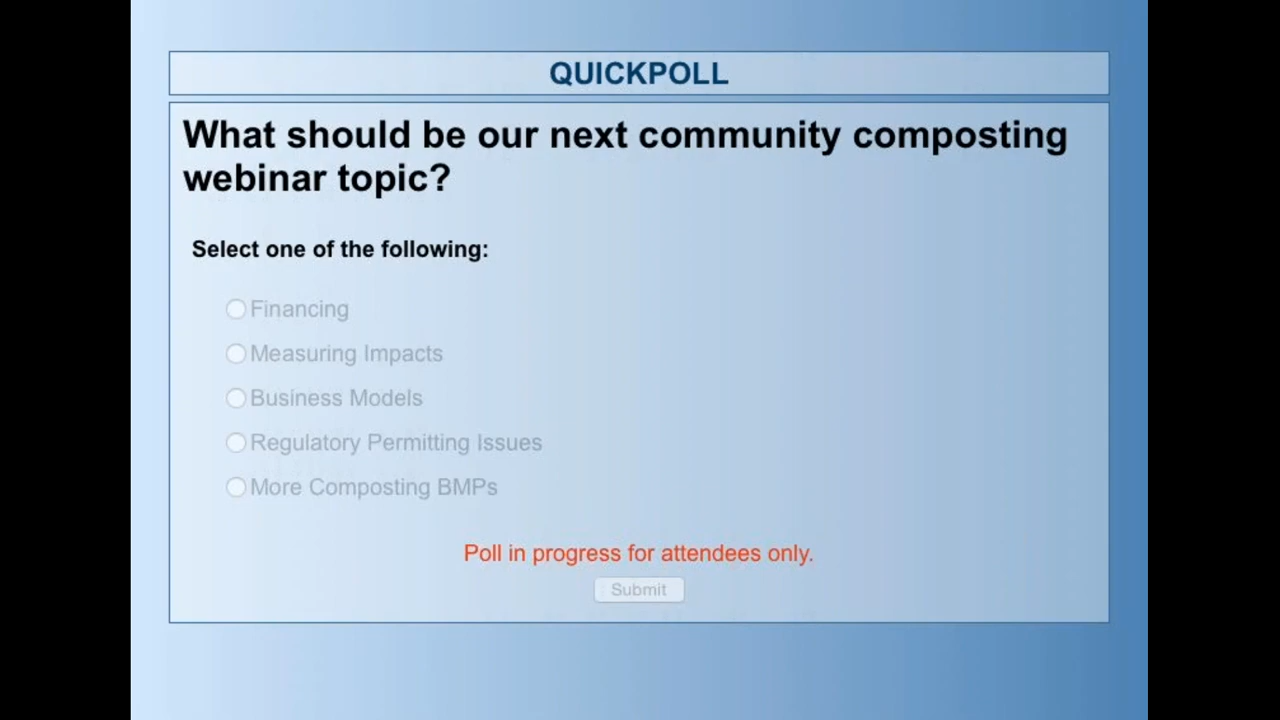 QUICKPOLL
What should be our next community composting
webinar topic?
Select one of the following:
Financing
Measuring Impacts
Business Models
Regulatory Permitting Issues
More Composting BMPs
Poll in progress for attendees only.
Submit